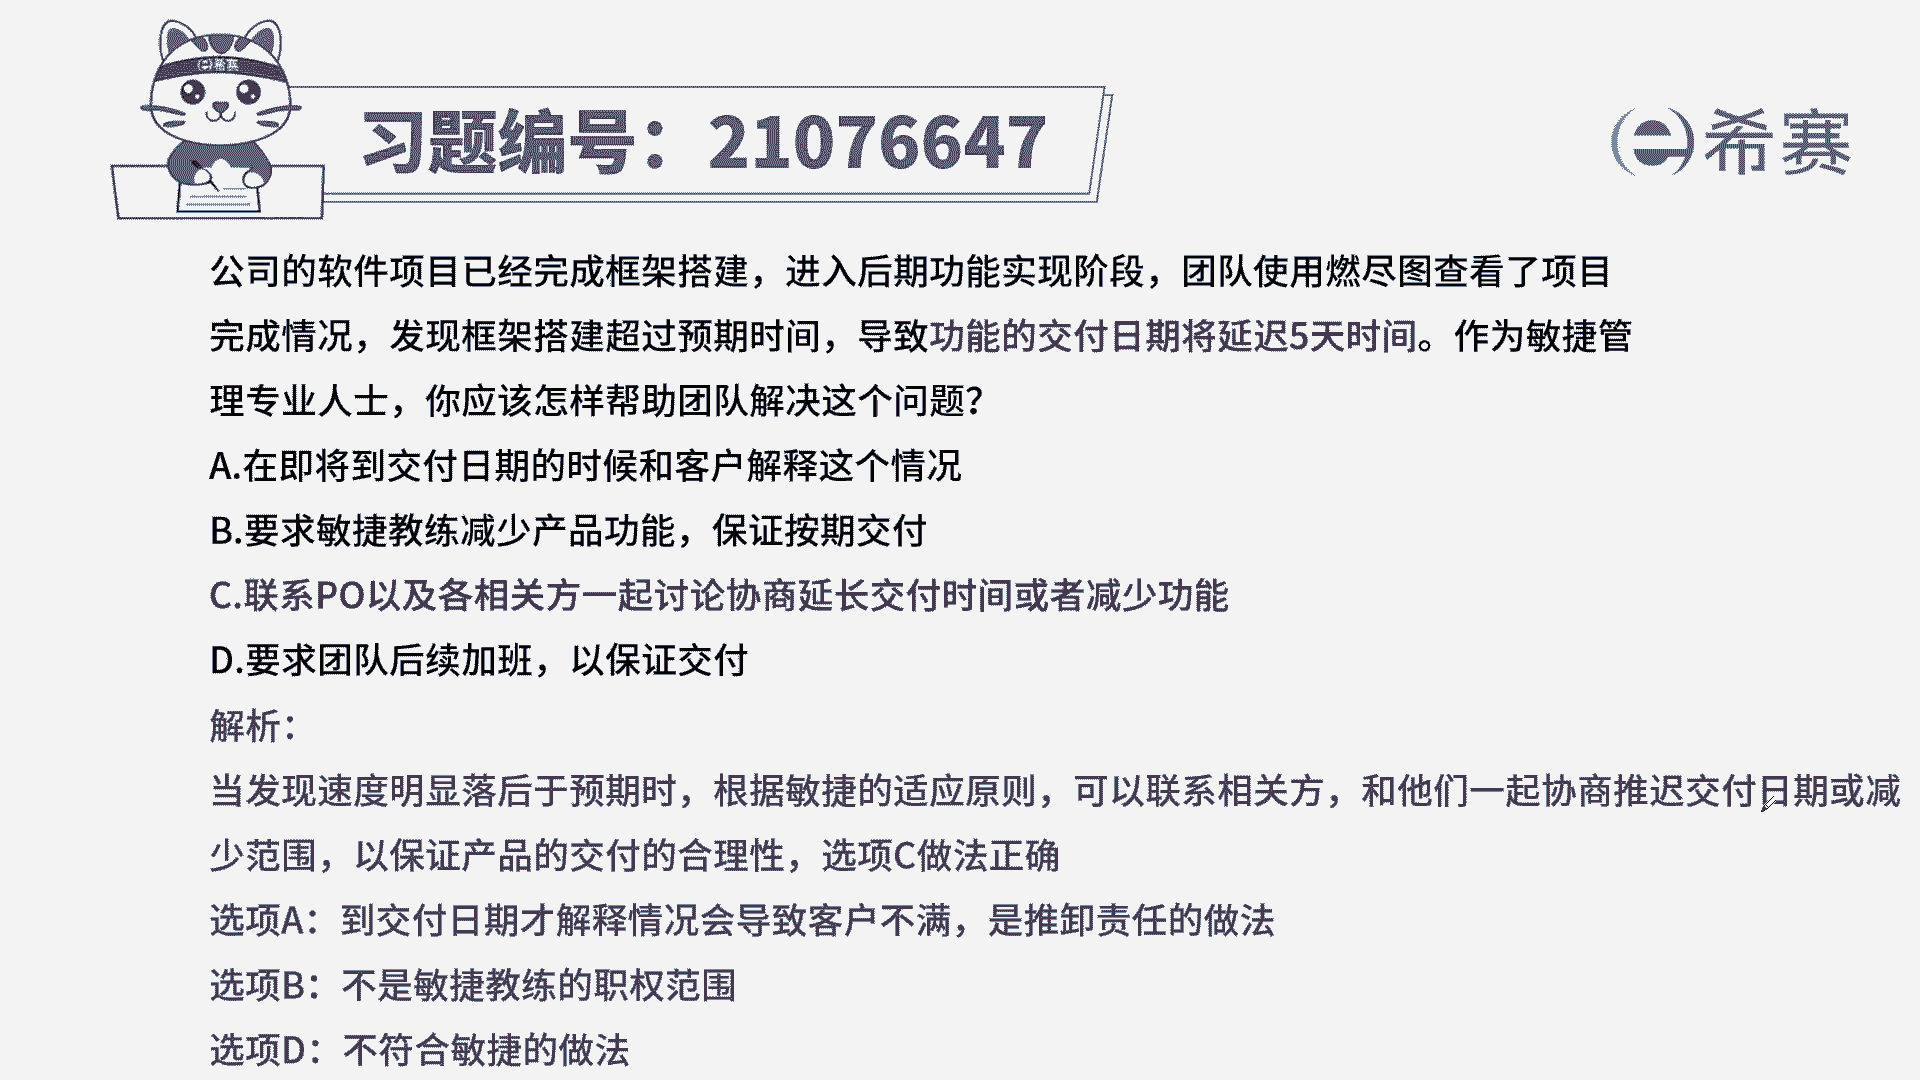 希赛
习题编号：21076647
希赛
公司的软件项目已经完成框架搭建，进入后期功能实现阶段，团队使用燃尽图查看了项目
完成情况，发现框架搭建超过预期时间，导致功能的交付日期将延迟5天时间。作为敏捷管
理专业人士，你应该怎样帮助团队解决这个问题？
A.在即将到交付日期的时候和客户解释这个情况
B.要求敏捷教练减少产品功能，保证按期交付
C.联系PO以及各相关方一起讨论协商延长交付时间或者减少功能
D.要求团队后续加班，以保证交付
解析：
当发现速度明显落后于预期时，根据敏捷的适应原则，可以联系相关方，和他们一起协商推迟交付日期或减
少范围，以保证产品的交付的合理性，选项C做法正确
选项A：到交付日期才解释情况会导致客户不满，是推卸责任的做法
选项B：不是敏捷教练的职权范围
选项D：不符合敏捷的做法